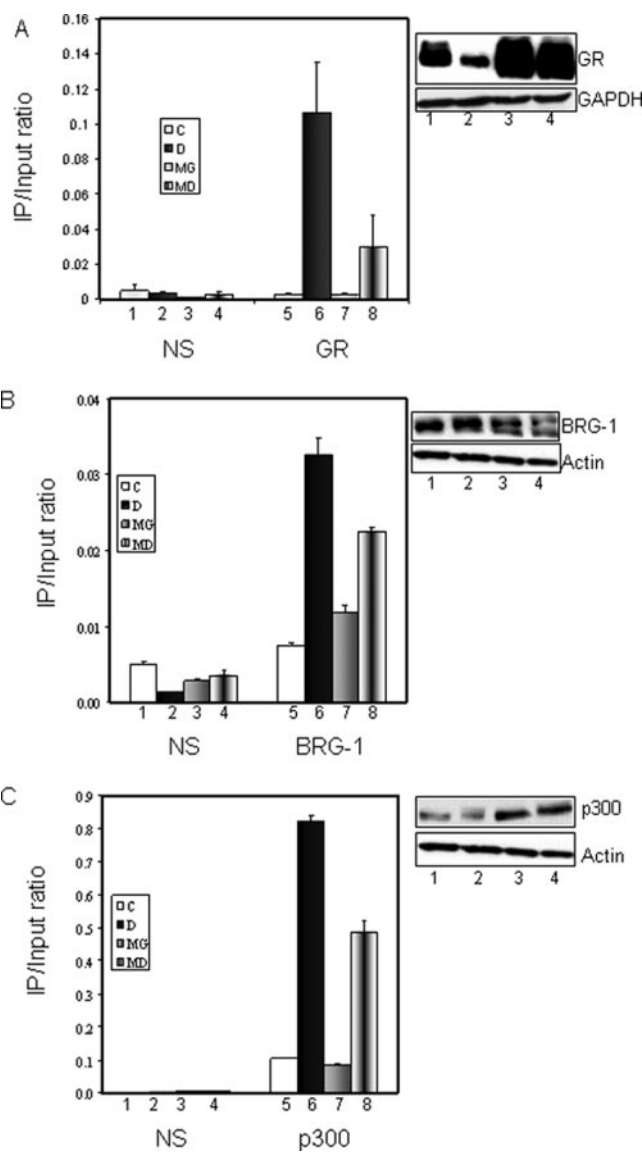 A
IP/Input ratio
0.16
0.14
0.12
0.1
0.08
0.06
0.04
0.02
0
C
D
MG
MD
1 2 3 4 5 6 7 8
NS GR
GR
GAPDH
1 2 3 4
B
IP/Input ratio
0.04
0.03
0.02
0.01
0.00
C
D
MG
MD
1 2 3 4 5 6 7 8
NS BRG-1
BRG-1
Actin
1 2 3 4
C
IP/Input ratio
0.9
0.8
0.7
0.6
0.5
0.4
0.3
0.2
0.1
0.0
C
D
MG
MD
1 2 3 4 5 6 7 8
NS p300
p300
Actin
1 2 3 4